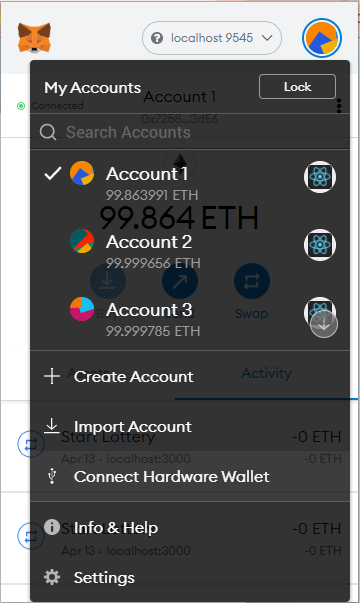 localhost 9545
My Accounts
Lock
Connected
Account 1
0x7258...3dE6
Search Accounts
Account 1
99.863991 ETH
99.864 ETH
Account 2
99.999656 ETH
Account 3
99.999785 ETH
Swap
Create Account
Activity
Import Account
Start Lottery
-0 ETH
Apr 13 · localhost:3000
-0 ETH
Connect Hardware Wallet
Info & Help
-0 ETH
Apr 13 · localhost:3000
-0 ETH
Settings